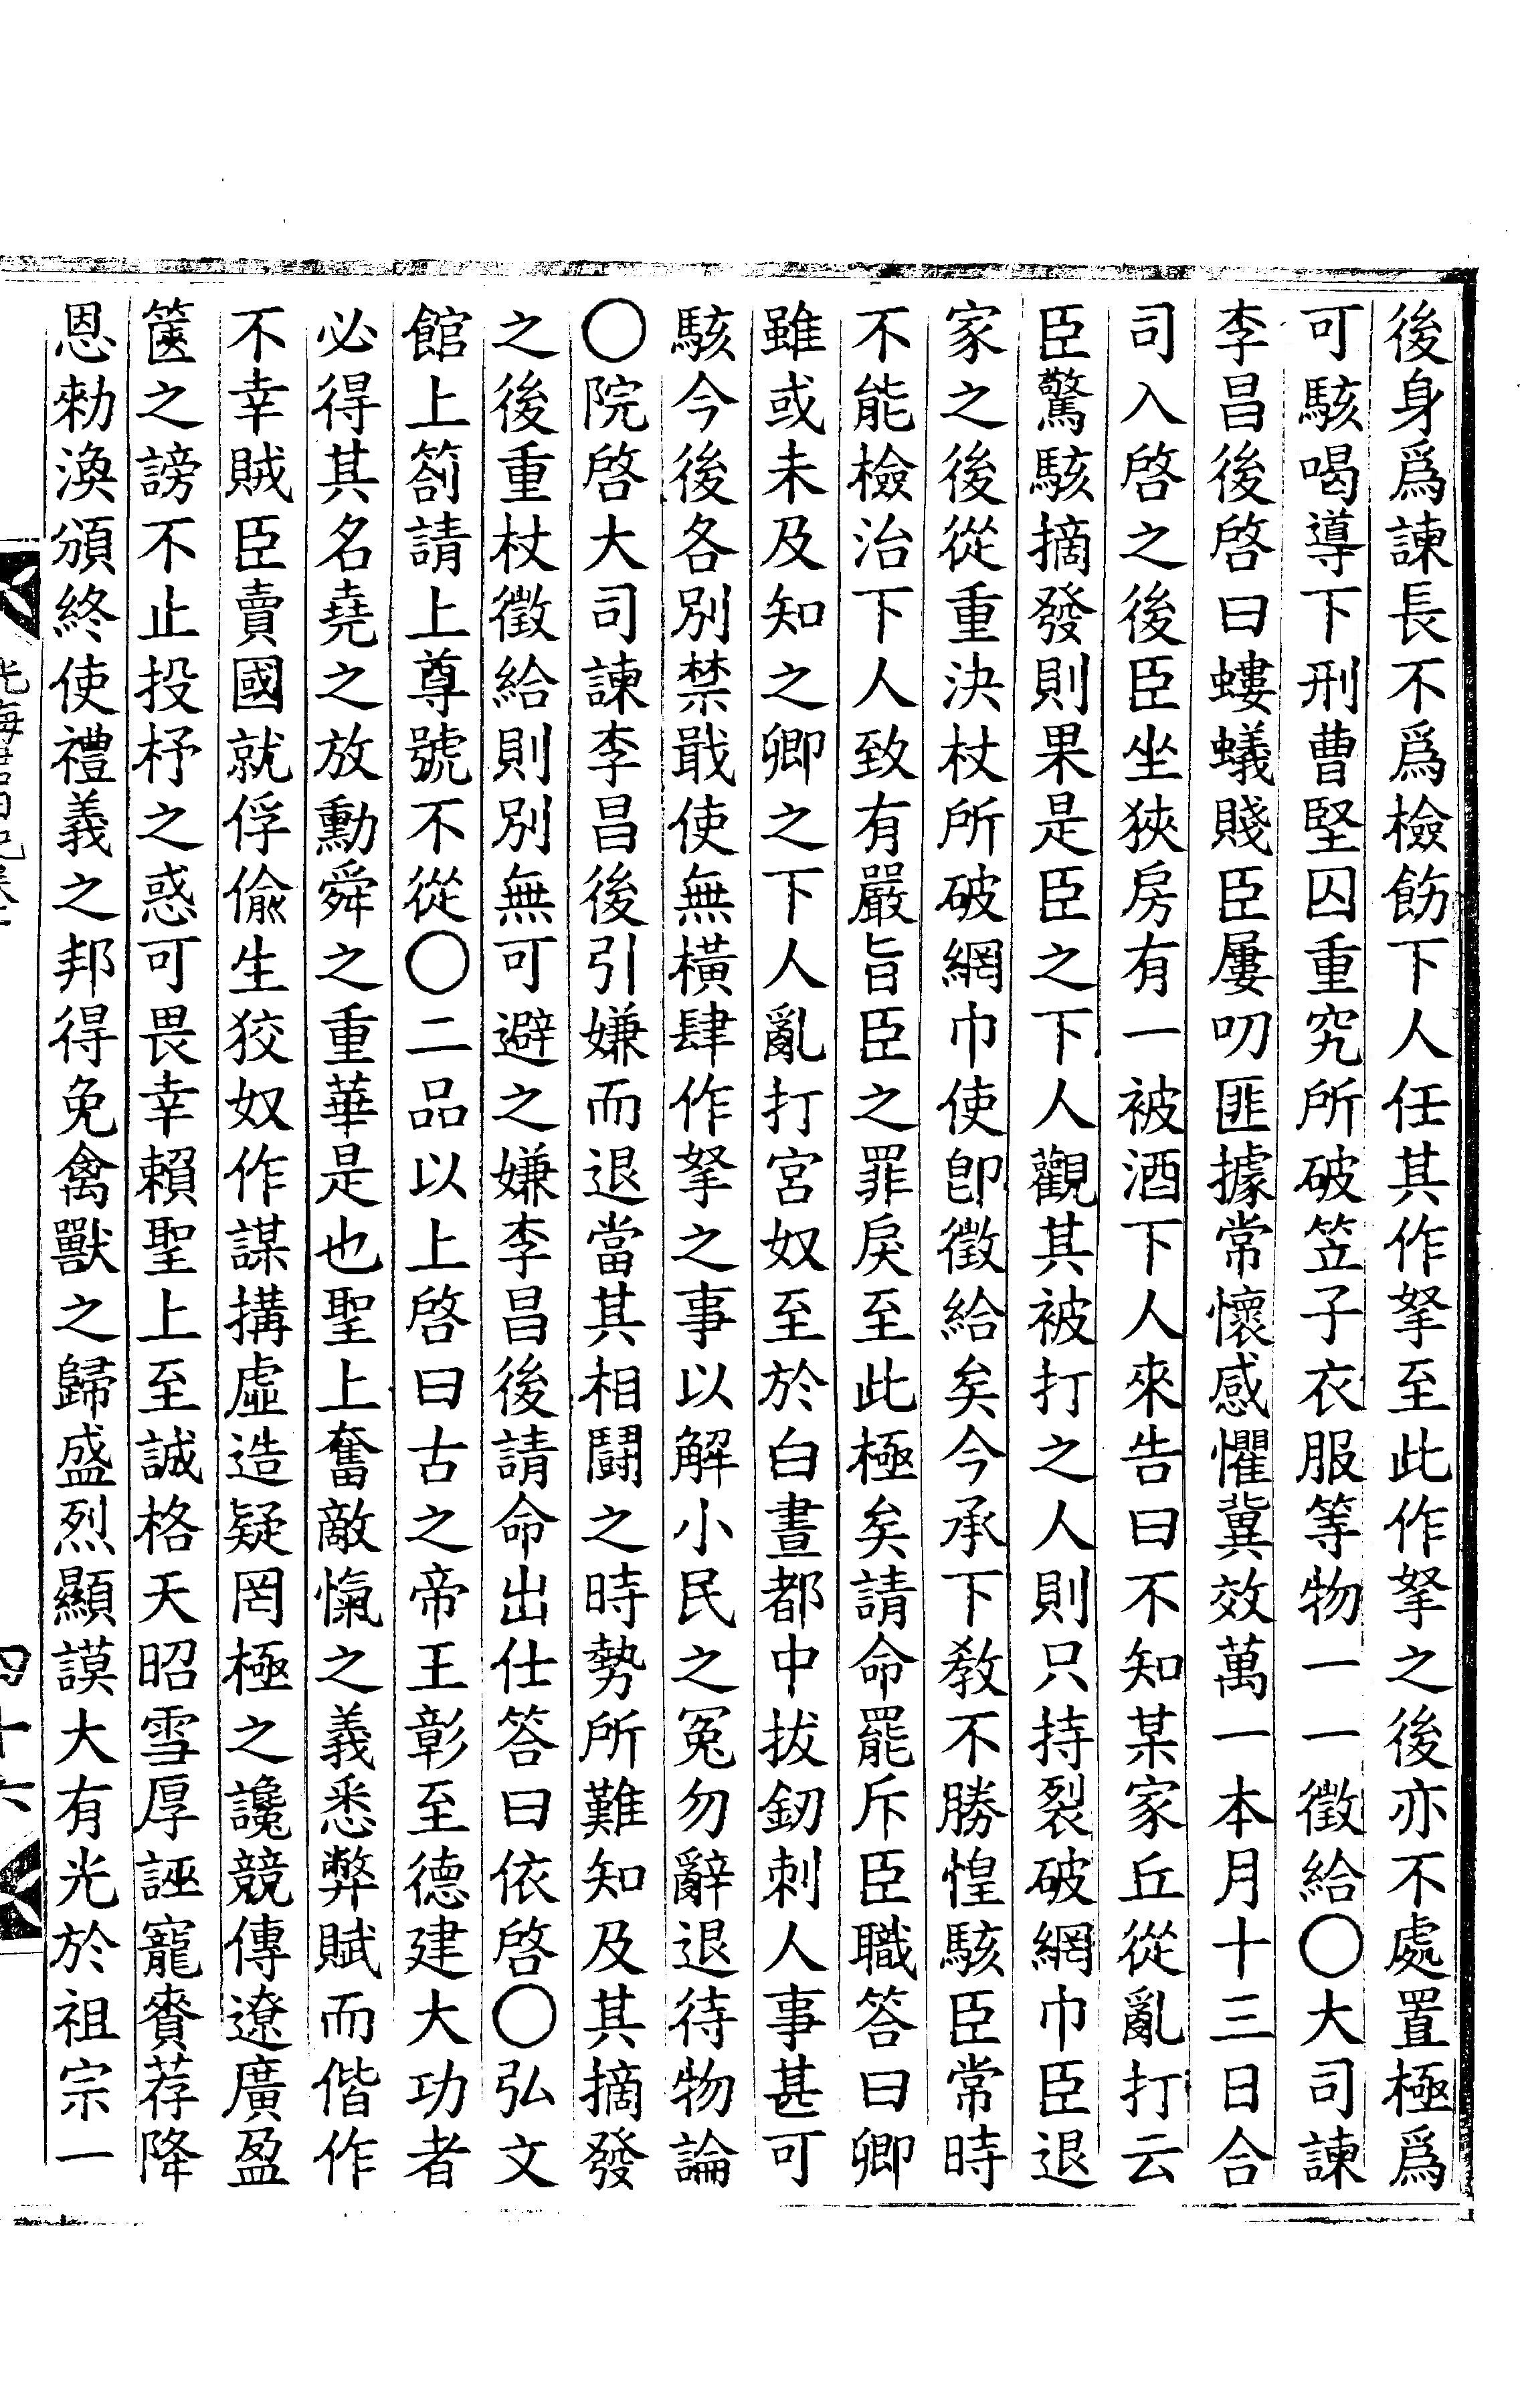 後身爲諫長不爲檢飭下人任其作拏至此作拏之後亦不處置極爲
可駭喝導下刑曹堅囚重究所破笠子衣服等物一一徵給○大司諫
李昌後啓曰螻蟻賤臣屢叨匪據常懷感懼冀效萬一本月十三日合
司入啓之後臣坐狹房有一被酒下人來告曰不知某家丘從亂打云
臣驚駭摘發則果是臣之下人觀其被打之人則只持裂破網巾臣退
家之後從重決杖所破網巾使卽徵給矣今承下敎不勝惶駭臣常時
不能檢治下人致有嚴旨臣之罪戾至此極矣請命罷斥臣職答曰卿
雖或未及知之卿之下人亂打宮奴至於白晝都中拔釰刺人事甚可
駭今後各別禁戢使無橫肆作拏之事以解小民之冤勿辭退待物論
○院啓大司諫李昌後引嫌而退當其相鬪之時勢所難知及其摘發
之後重杖徵給則別無可避之嫌李昌後請命出仕答曰依啓○弘文
館上箚請上尊號不從○二品以上啓曰古之帝王彰至德建大功者
必得其名堯之放勳舜之重華是也聖上奮敵愾之義悉弊賦而偕作
不幸賊臣賣國就俘偸生狡奴作謀搆虛造疑罔極之讒競傳遼廣盈
篋之謗不止投杼之惑可畏幸賴聖上至誠格天昭雪厚誣寵賚荐降
恩勑渙頒終使禮義之邦得免禽獸之歸盛烈顯謨大有光於祖宗一